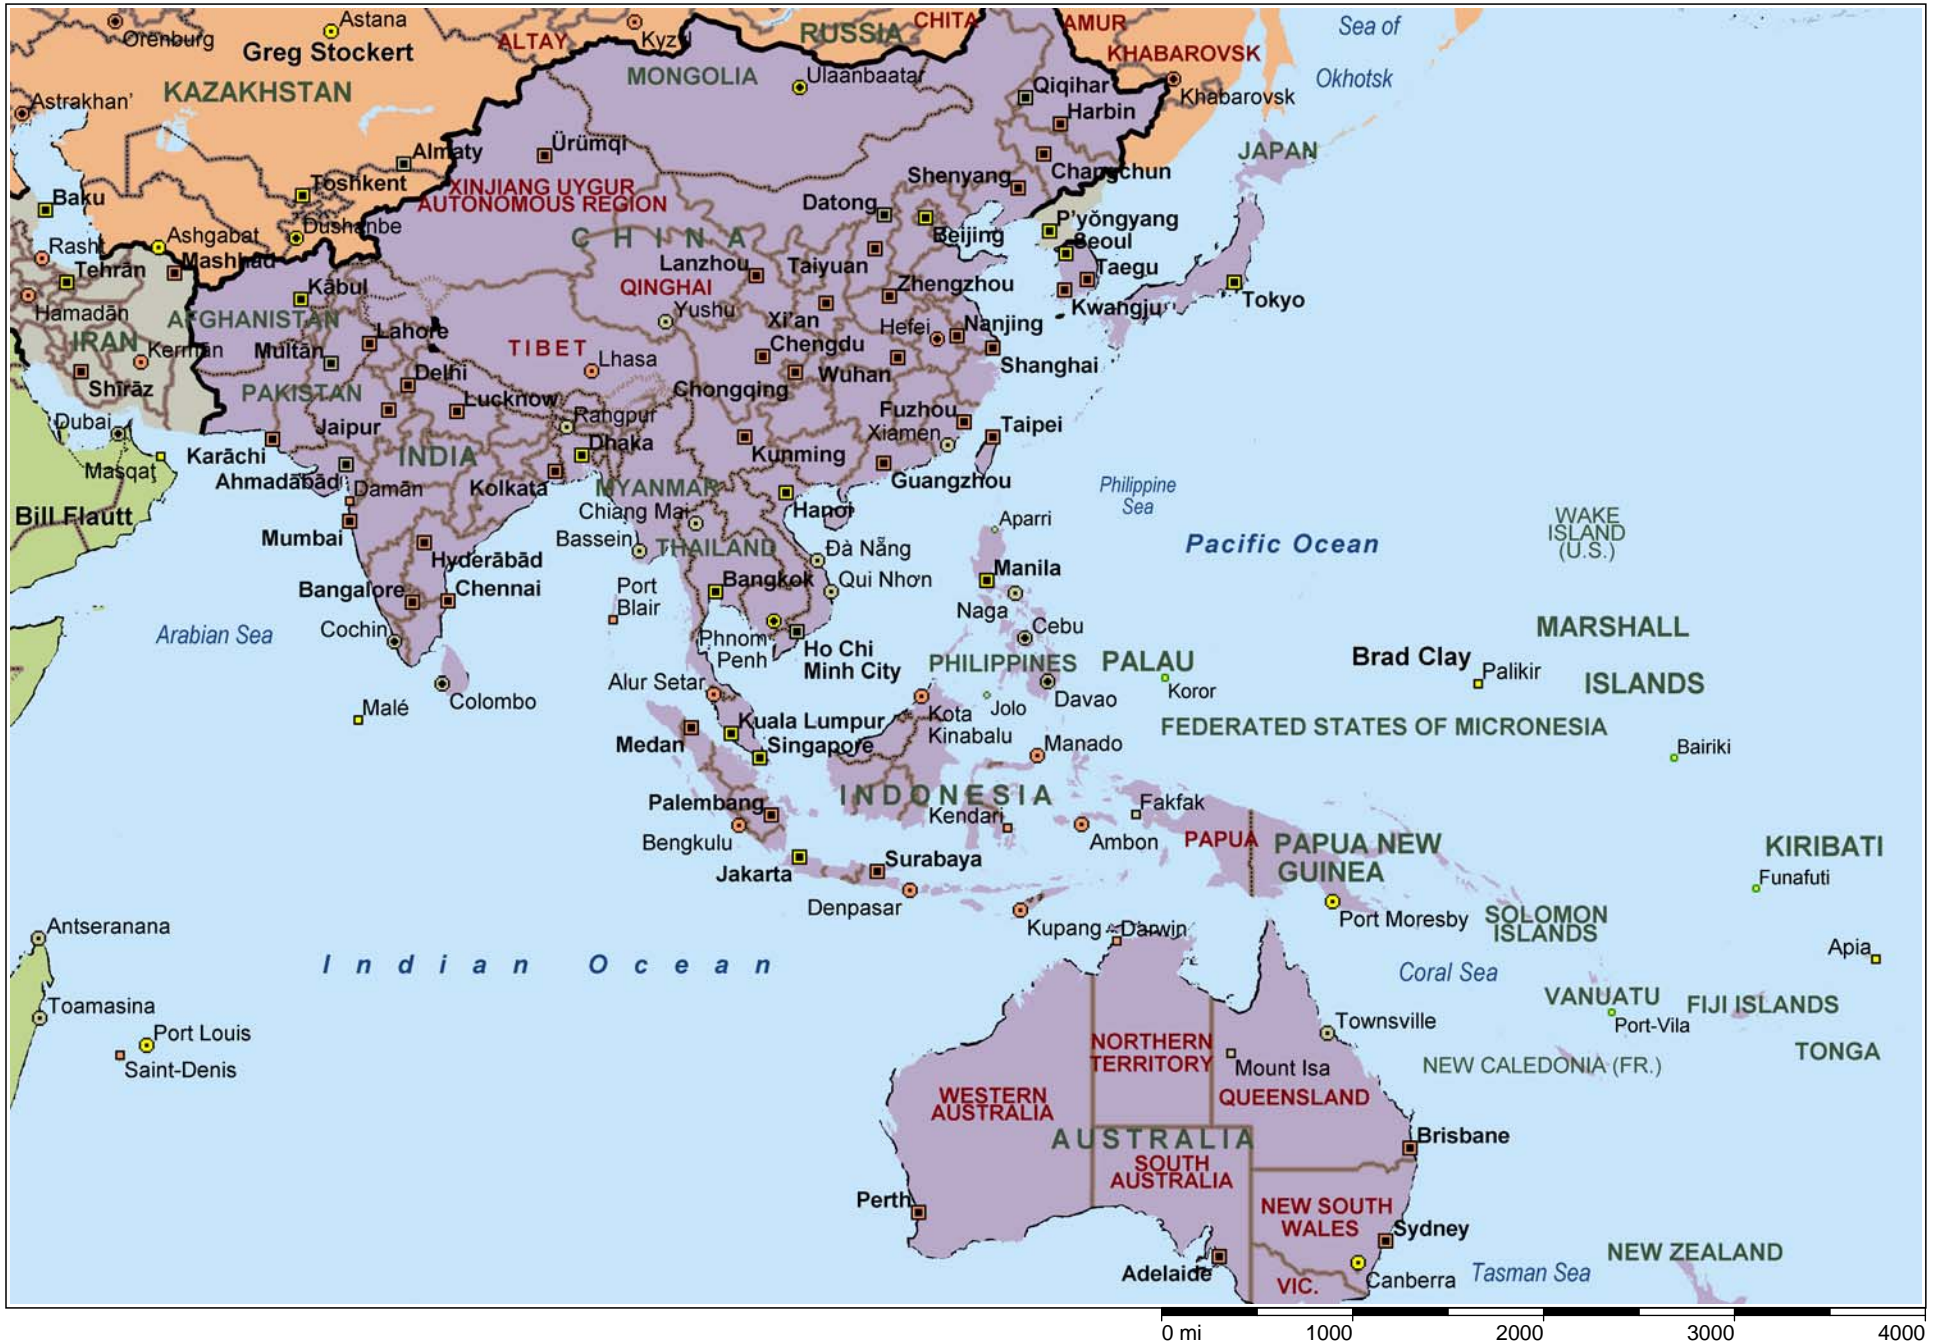 Astana
Sea of
Okhotsk
Orenburg
Greg Stockert
ALTAY
Kyzyl
RUSSIA
CHITA
AMUR
KHABAROVSK
KAZAKHSTAN
MONGOLIA
Ulaanbaatar
Qiqihar
Khabarovsk
Astrakhan'
Harbin
Almaty
Ürümqi
JAPAN
Toshkent
XINJIANG UYGUR
AUTONOMOUS REGION
Shenyang
Changchun
Baku
Datong
P'yŏngyang
Dushanbe
Ashgabat
CHINA
Beijing
Seoul
Rasht
Mashhad
Tehrān
Lanzhou
Taiyuan
Taegu
Kābul
QINGHAI
Zhengzhou
Tokyo
Hamadān
AFGHANISTAN
Yushu
Xi'an
Hefei
Nanjing
Kwangju
IRAN
Kermān
Lahore
Multān
TIBET
Lhasa
Chengdu
Shanghai
Shīrāz
PAKISTAN
Delhi
Chongqing
Wuhan
Lucknow
Dubai
Jaipur
Rangpur
Fuzhou
Taipei
Xiamen
Masqaṭ
Karāchi
INDIA
Dhaka
Kunming
Ahmadābād
Damān
Kolkata
MYANMAR
Guangzhou
Philippine
Sea
Bill Flautt
Chiang Mai
Hanoi
Aparri
WAKE
ISLAND
(U.S.)
Mumbai
Bassein
THAILAND
Đà Nẵng
Pacific Ocean
Hyderābād
Manila
Bangalore
Chennai
Port
Blair
Bangkok
Qui Nhơn
Naga
Arabian Sea
Cochin
Cebu
MARSHALL
ISLANDS
Phnom
Penh
Ho Chi
Minh City
PHILIPPINES
PALAU
Brad Clay
Palikir
Malé
Colombo
Alur Setar
Koror
Kota
Kinabalu
Jolo
Davao
Kuala Lumpur
FEDERATED STATES OF MICRONESIA
Medan
Singapore
Manado
Bairiki
Palembang
INDONESIA
Fakfak
Kendari
Bengkulu
Ambon
PAPUA
PAPUA NEW
GUINEA
KIRIBATI
Jakarta
Surabaya
Funafuti
Denpasar
Port Moresby
SOLOMON
ISLANDS
Antseranana
Kupang
Darwin
Apia
Indian Ocean
Coral Sea
Toamasina
VANUATU
FIJI ISLANDS
Port Louis
Townsville
Port-Vila
Saint-Denis
NORTHERN
TERRITORY
Mount Isa
NEW CALEDONIA (FR.)
TONGA
WESTERN
AUSTRALIA
QUEENSLAND
AUSTRALIA
Brisbane
SOUTH
AUSTRALIA
Perth
NEW SOUTH
WALES
Sydney
NEW ZEALAND
Adelaide
VIC.
Canberra
Tasman Sea
0 mi 1000 2000 3000 4000